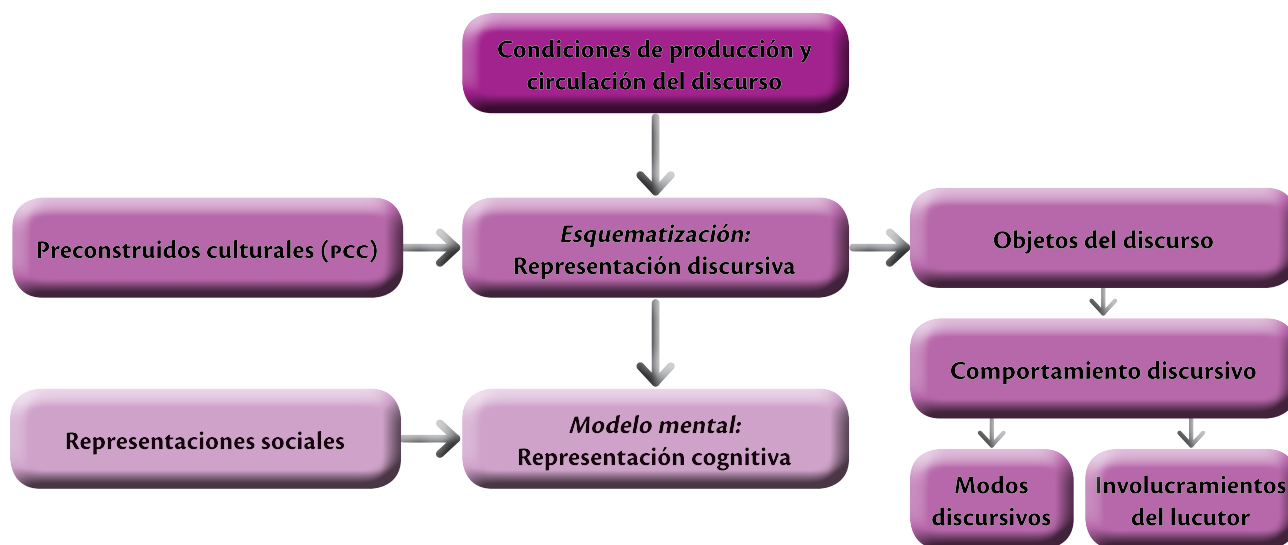 Condiciones de producción y
circulación del discurso
Preconstruidos culturales (PCC)
Esquematización:
Representación discursiva
Objetos del discurso
Comportamiento discursivo
Representaciones sociales
Modelo mental:
Representación cognitiva
Modos
discursivos
Involucramientos
del lucutor